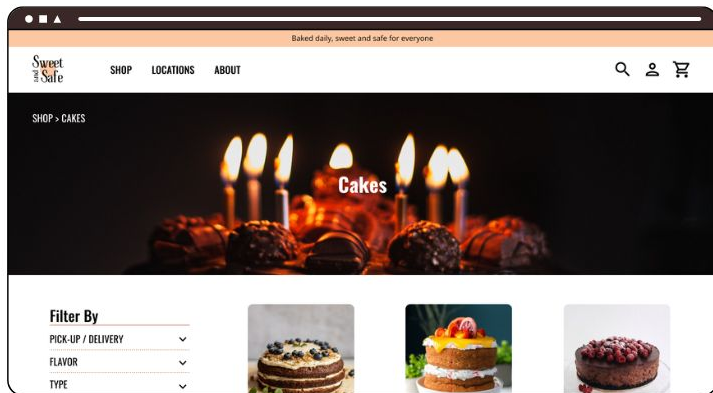 Baked daily, sweet and safe for everyone
Sweet
and Safe
SHOP LOCATIONS ABOUT
SHOP > CAKES
Cakes
Filter By
PICK-UP / DELIVERY
FLAVOR
TYPE